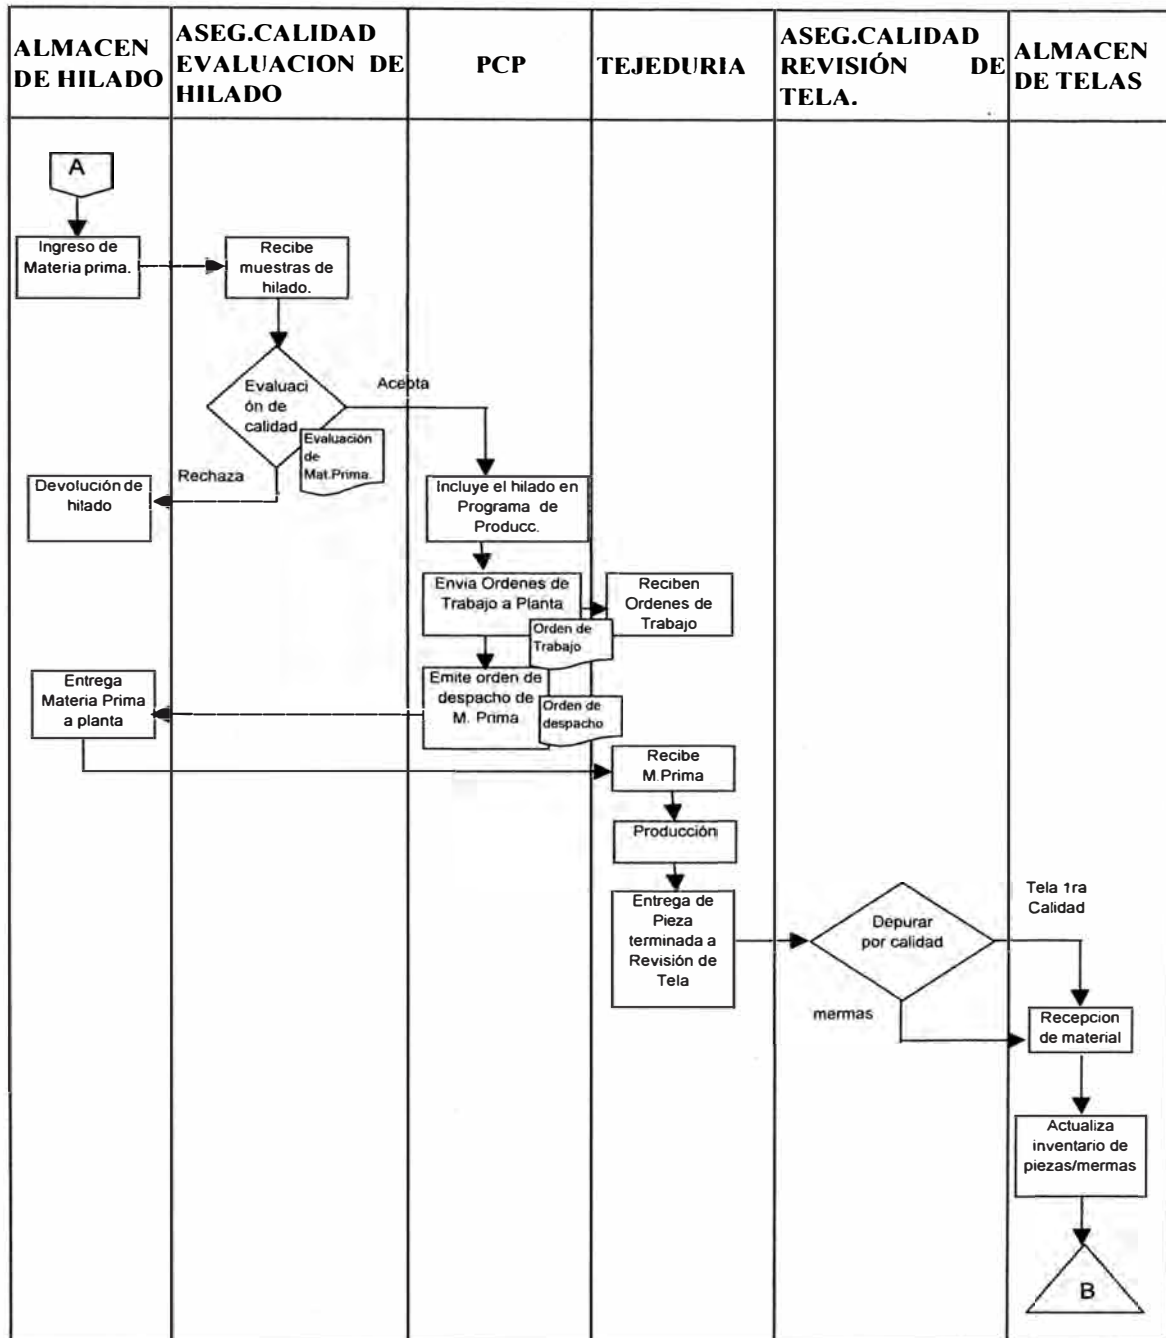 ALMACEN
DE HILADO
ASEG.CALIDAD
EVALUACION DE
HILADO
PCP
TEJEDURIA
ASEG.CALIDAD
REVISIÓN DE
TELA.
ALMACEN
DE TELAS
A
Ingreso de
Materia prima.
Recibe
muestras de
hilado.
Evaluaci
ón de
calidad
Acepta
Evaluación
de
Mat.Prima.
Rechaza
Devolución de
hilado
Incluye el hilado en
Programa de
Producc.
Envia Ordenes de
Trabajo a Planta
Reciben
Ordenes de
Trabajo
Orden de
Trabajo
Entrega
Materia Prima
a planta
Emite orden de
despacho de
M. Prima
Orden de
despacho
Recibe
M.Prima
Producción
Entrega de
Pieza
terminada a
Revisión de
Tela
Depurar
por calidad
Tela 1ra
Calidad
mermas
Recepcion
de material
Actualiza
inventario de
piezas/mermas
B